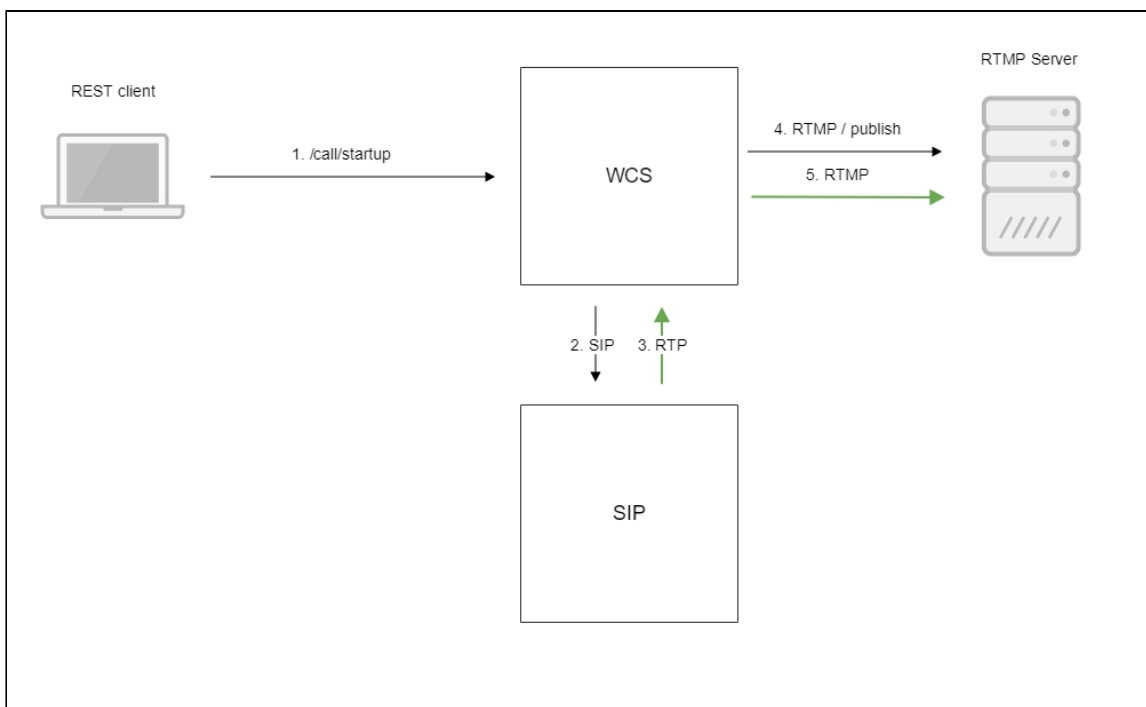 REST client
1. /call/startup
WCS
RTMP Server
4. RTMP / publish
5. RTMP
2. SIP
3. RTP
SIP